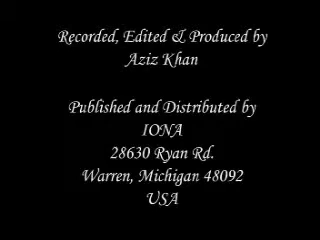 Recorded, Edited & Produced by
Aziz Khan
Published and Distributed by
IONA
28630 Ryan Rd.
Warren, Michigan 48092
USA